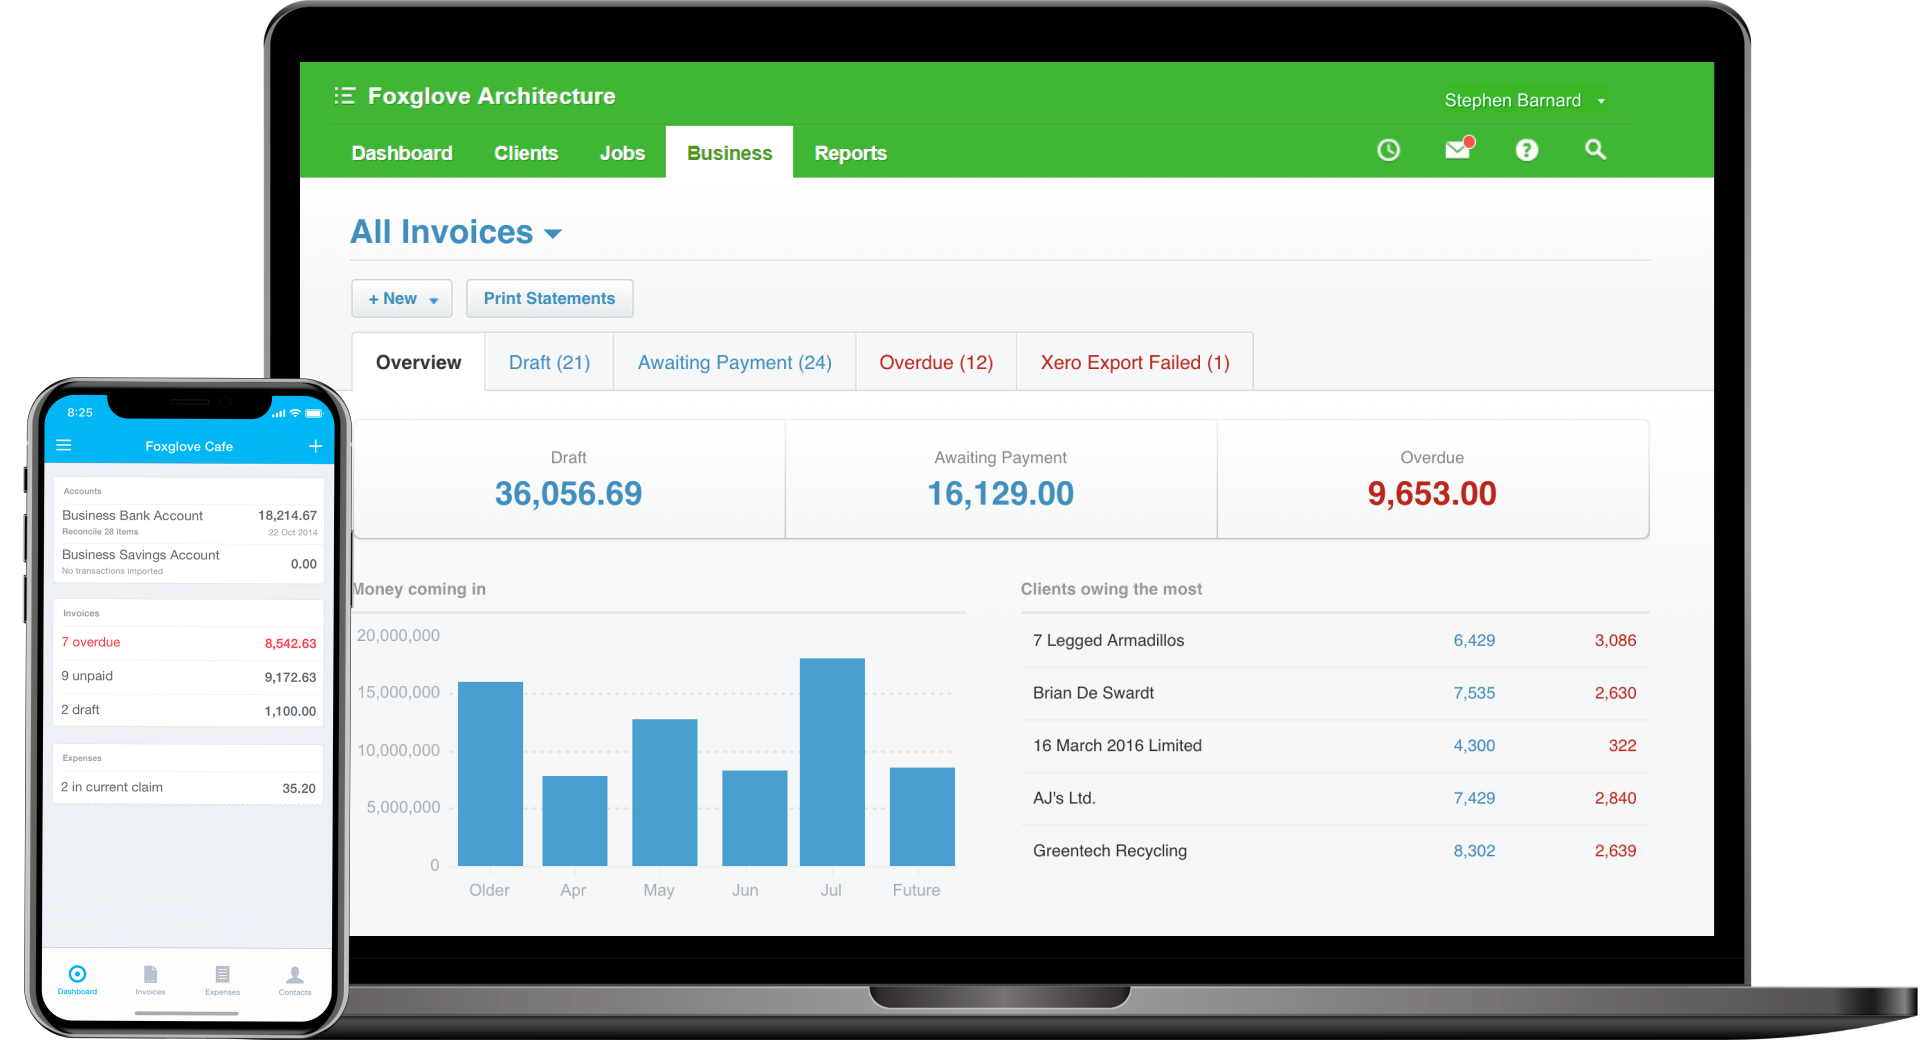 Foxglove Architecture
Stephen Barnard
Dashboard Clients Jobs Business Reports
?
All Invoices
+ New Print Statements
Overview Draft (21) Awaiting Payment (24) Overdue (12) Xero Export Failed (1)
Draft Awaiting Payment Overdue
36,056.69 16,129.00 9,653.00
Money coming in
20,000,000
15,000,000
10,000,000
5,000,000
0
Older Apr May Jun Jul Future
Clients owing the most
7 Legged Armadillos 6,429 3,086
Brian De Swardt 7,535 2,630
16 March 2016 Limited 4,300 322
AJ's Ltd. 7,429 2,840
Greentech Recycling 8,302 2,639
8:25
Foxglove Cafe +
Accounts
Business Bank Account 18,214.67
Reconcile 28 items 22 Oct 2014
Business Savings Account 0.00
No transactions imported
Invoices
7 overdue 8,542.63
9 unpaid 9,172.63
2 draft 1,100.00
Expenses
2 in current claim 35.20
Dashboard Invoices Expenses Contacts